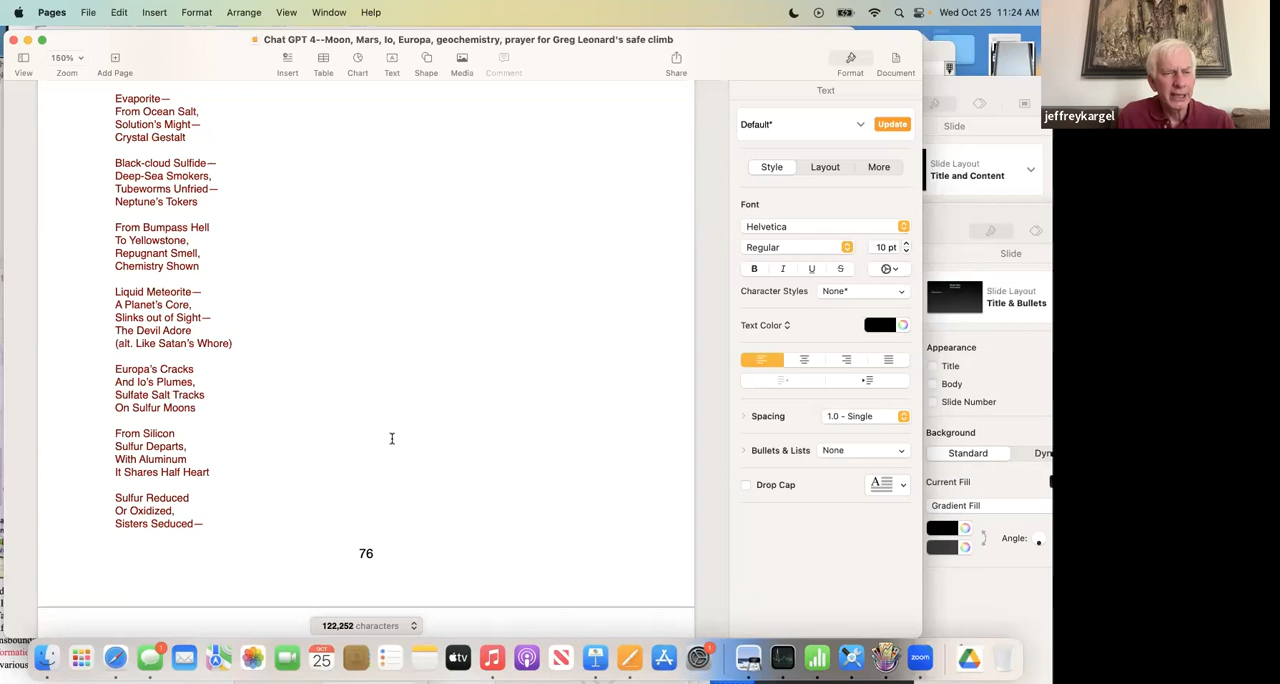 Pages File Edit Insert Format Arrange View Window Help
Wed Oct 25 11:24 AM
Chat GPT 4--Moon, Mars, Io, Europa, geochemistry, prayer for Greg Leonard's safe climb
150%
View Zoom Add Page Insert Table Chart Text Shape Media Comment Share Format Document
jeffreykargel
Evaporite—
From Ocean Salt,
Solution's Might—
Crystal Gestalt
Black-cloud Sulfide—
Deep-Sea Smokers,
Tubeworms Unfried—
Neptune's Tokers
From Bumpass Hell
To Yellowstone,
Repugnant Smell,
Chemistry Shown
Liquid Meteorite—
A Planet's Core,
Slinks out of Sight—
The Devil Adore
(alt. Like Satan's Whore)
Europa's Cracks
And Io's Plumes,
Sulfate Salt Tracks
On Sulfur Moons
From Silicon
Sulfur Departs,
With Aluminum
It Shares Half Heart
Sulfur Reduced
Or Oxidized,
Sisters Seduced—
76
122,252 characters
Text
Default*
Update
Style Layout More
Font
Helvetica
Regular 10 pt
B I U S
Character Styles None*
Text Color
Spacing 1.0 - Single
Bullets & Lists None
Drop Cap
Slide
Slide Layout
Title and Content
Slide
Slide Layout
Title & Bullets
Appearance
Title
Body
Slide Number
Background
Standard Dyn
Current Fill
Gradient Fill
Angle:
OCT
25
tv
zoom